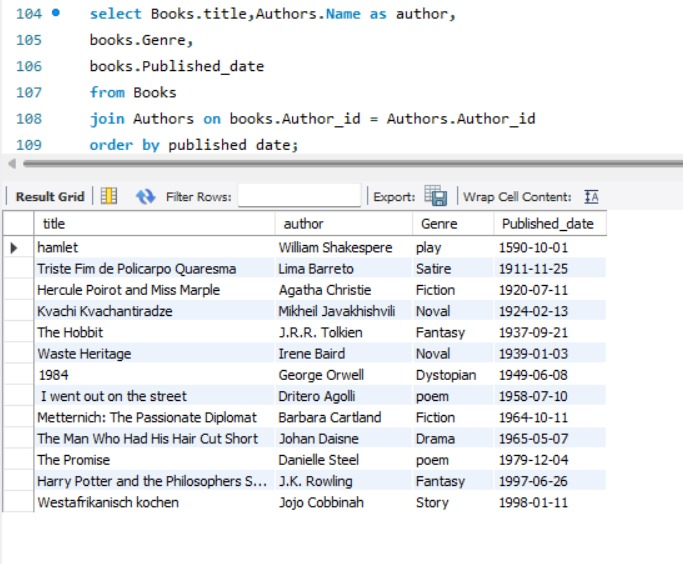 104 select Books.title,Authors.Name as author,
105 books.Genre,
106 books.Published_date
107 from Books
108 join Authors on books.Author_id = Authors.Author_id
109 order by published date;
Result Grid Filter Rows: Export: Wrap Cell Content:
title author Genre Published_date
hamlet William Shakespere play 1590-10-01
Triste Fim de Policarpo Quaresma Lima Barreto Satire 1911-11-25
Hercule Poirot and Miss Marple Agatha Christie Fiction 1920-07-11
Kvachi Kvachantiradze Mikheil Javakhishvili Noval 1924-02-13
The Hobbit J.R.R. Tolkien Fantasy 1937-09-21
Waste Heritage Irene Baird Noval 1939-01-03
1984 George Orwell Dystopian 1949-06-08
I went out on the street Dritero Agolli poem 1958-07-10
Metternich: The Passionate Diplomat Barbara Cartland Fiction 1964-10-11
The Man Who Had His Hair Cut Short Johan Daisne Drama 1965-05-07
The Promise Danielle Steel poem 1979-12-04
Harry Potter and the Philosophers S... J.K. Rowling Fantasy 1997-06-26
Westafrikanisch kochen Jojo Cobbinah Story 1998-01-11